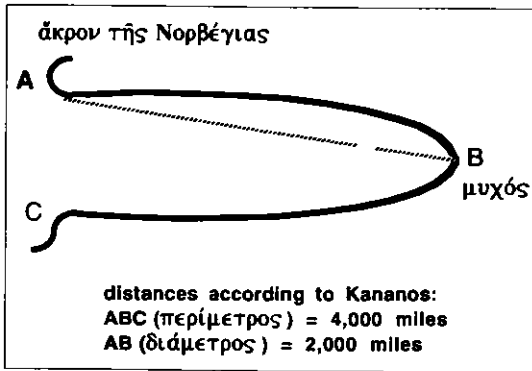 ἄκρον τῆς Νορβέγιας
A
B
μυχός
C
distances according to Kananos:
ABC (περίμετρος) = 4,000 miles
AB (διάμετρος) = 2,000 miles